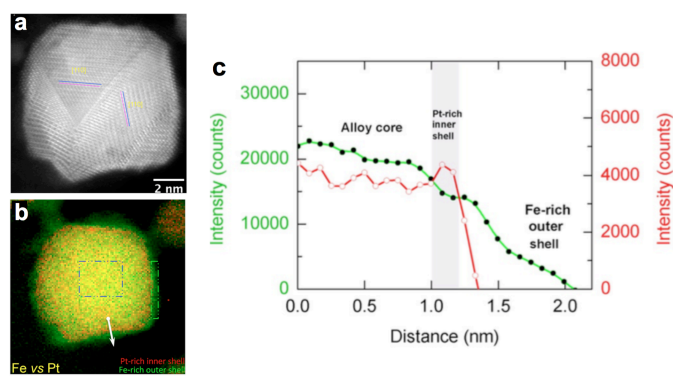 a
2 nm
b
Pt-rich inner shell
Fe-rich outer shell
Fe vs Pt
c
Intensity (counts)
30000
20000
10000
0
Alloy core
Pt-rich
inner
shell
Fe-rich
outer
shell
0.0 0.5 1.0 1.5 2.0
Distance (nm)
8000
6000
4000
2000
0
Intensity (counts)